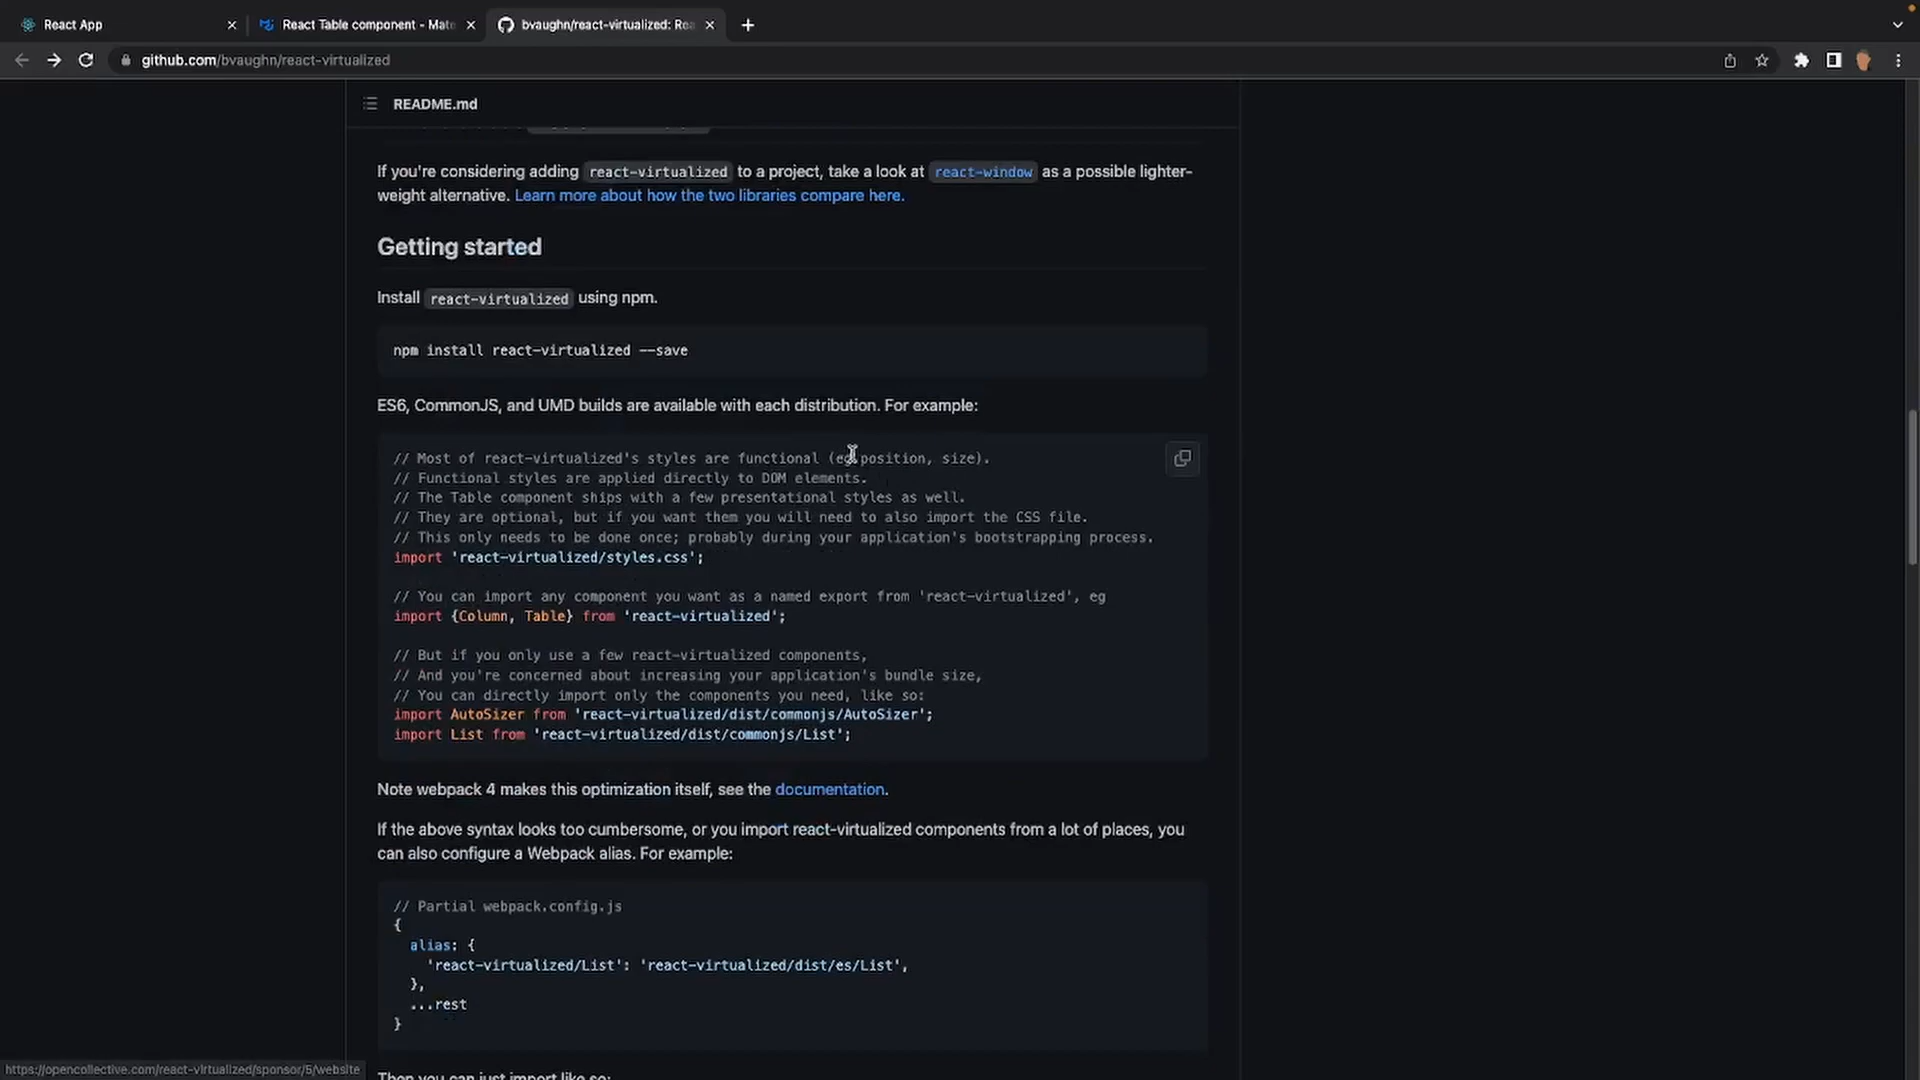 React App
React Table component - Mate
bvaughn/react-virtualized: Rea
github.com/bvaughn/react-virtualized
README.md
If you're considering adding react-virtualized to a project, take a look at react-window as a possible lighter-
weight alternative. Learn more about how the two libraries compare here.
Getting started
Install react-virtualized using npm.
npm install react-virtualized --save
ES6, CommonJS, and UMD builds are available with each distribution. For example:
// Most of react-virtualized's styles are functional (eg position, size).
// Functional styles are applied directly to DOM elements.
// The Table component ships with a few presentational styles as well.
// They are optional, but if you want them you will need to also import the CSS file.
// This only needs to be done once; probably during your application's bootstrapping process.
import 'react-virtualized/styles.css';
// You can import any component you want as a named export from 'react-virtualized', eg
import {Column, Table} from 'react-virtualized';
// But if you only use a few react-virtualized components,
// And you're concerned about increasing your application's bundle size,
// You can directly import only the components you need, like so:
import AutoSizer from 'react-virtualized/dist/commonjs/AutoSizer';
import List from 'react-virtualized/dist/commonjs/List';
Note webpack 4 makes this optimization itself, see the documentation.
If the above syntax looks too cumbersome, or you import react-virtualized components from a lot of places, you
can also configure a Webpack alias. For example:
// Partial webpack.config.js
{
alias: {
'react-virtualized/List': 'react-virtualized/dist/es/List',
},
...rest
}
Then you can just import like so:
https://opencollective.com/react-virtualized/sponsor/5/website